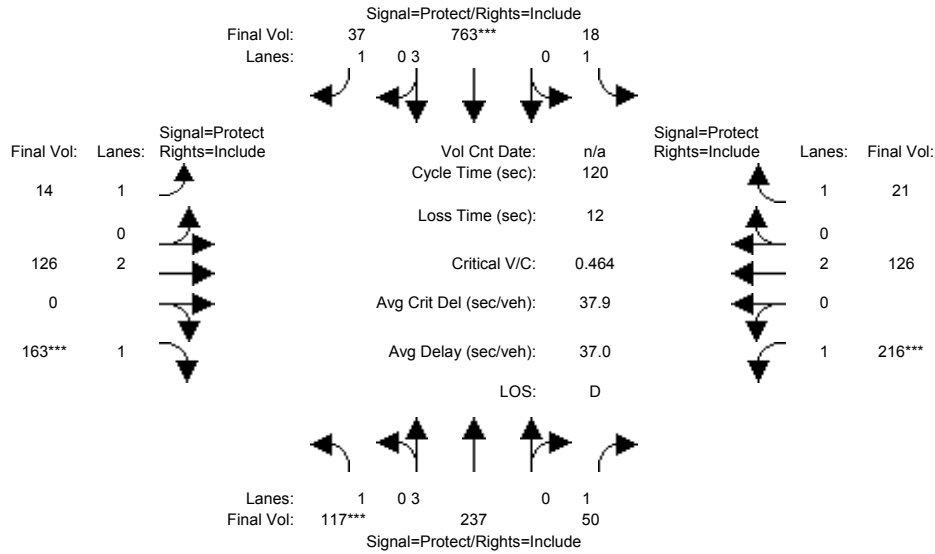 Signal=Protect/Rights=Include
Final Vol: 37 763*** 18
Lanes: 1 0 3 0 1
Signal=Protect
Final Vol: Lanes: Rights=Include
Vol Cnt Date: n/a
Signal=Protect
Rights=Include Lanes: Final Vol:
Cycle Time (sec): 120
14 1
1 21
Loss Time (sec): 12
0
0
126 2
Critical V/C: 0.464
2 126
0
Avg Crit Del (sec/veh): 37.9
0
163*** 1
Avg Delay (sec/veh): 37.0
1 216***
LOS: D
Lanes: 1 0 3 0 1
Final Vol: 117*** 237 50
Signal=Protect/Rights=Include